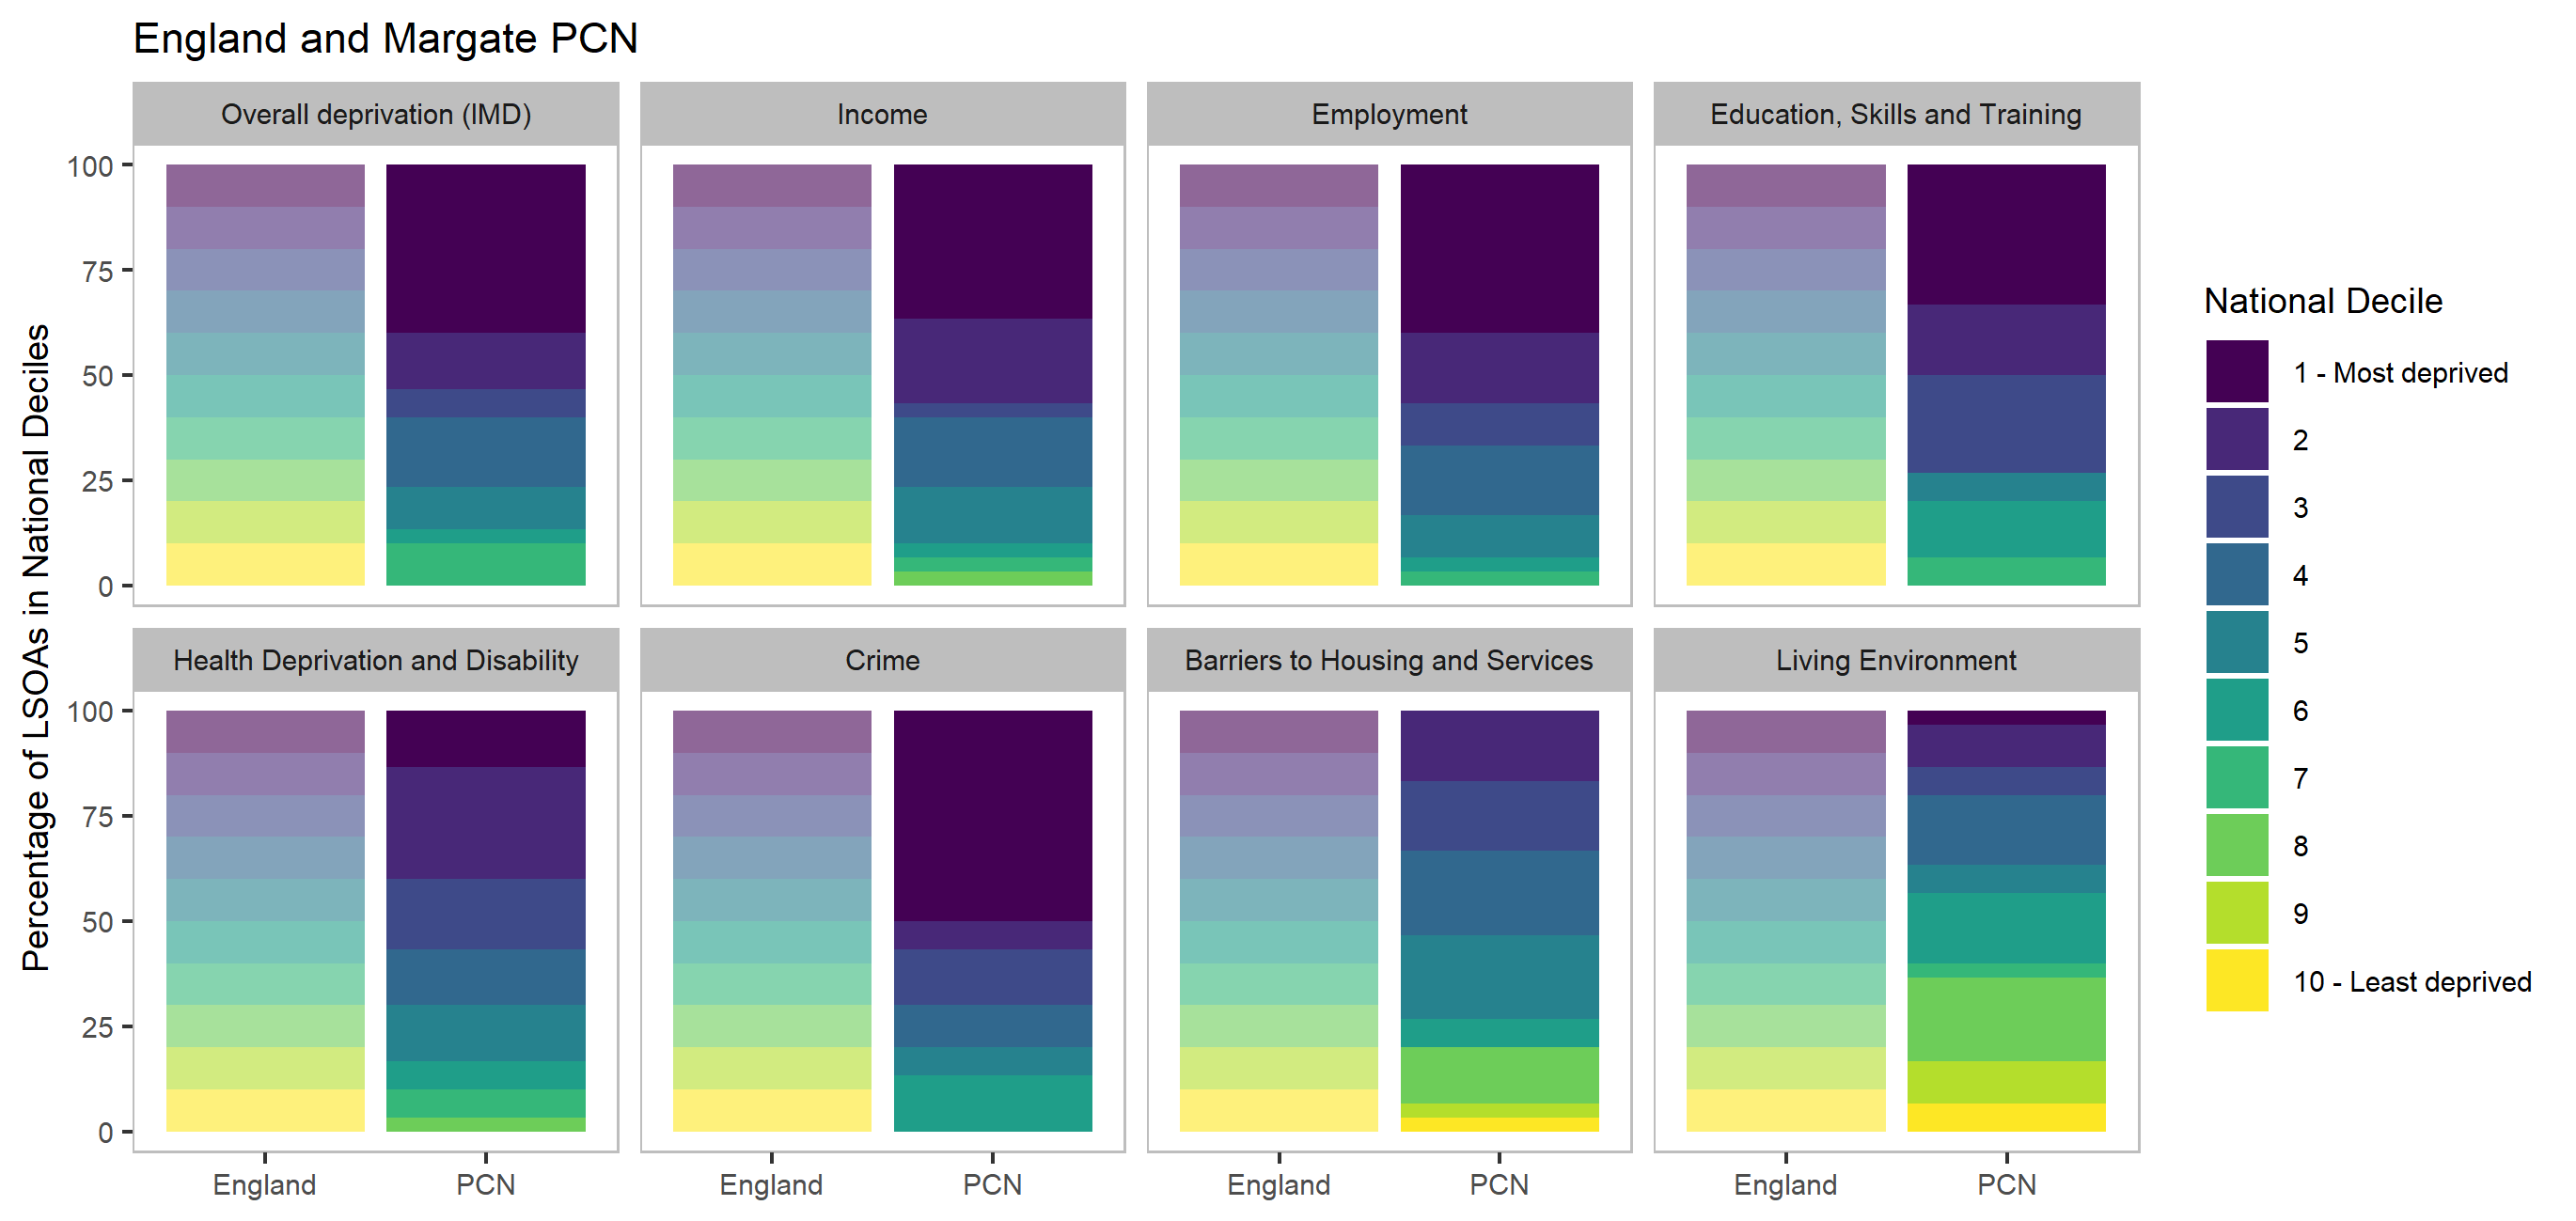 England and Margate PCN
Overall deprivation (IMD)
Income
Employment
Education, Skills and Training
100
75
50
25
0
Health Deprivation and Disability
Crime
Barriers to Housing and Services
Living Environment
100
75
50
25
0
England
PCN
England
PCN
England
PCN
England
PCN
Percentage of LSOAs in National Deciles
National Decile
1 - Most deprived
2
3
4
5
6
7
8
9
10 - Least deprived